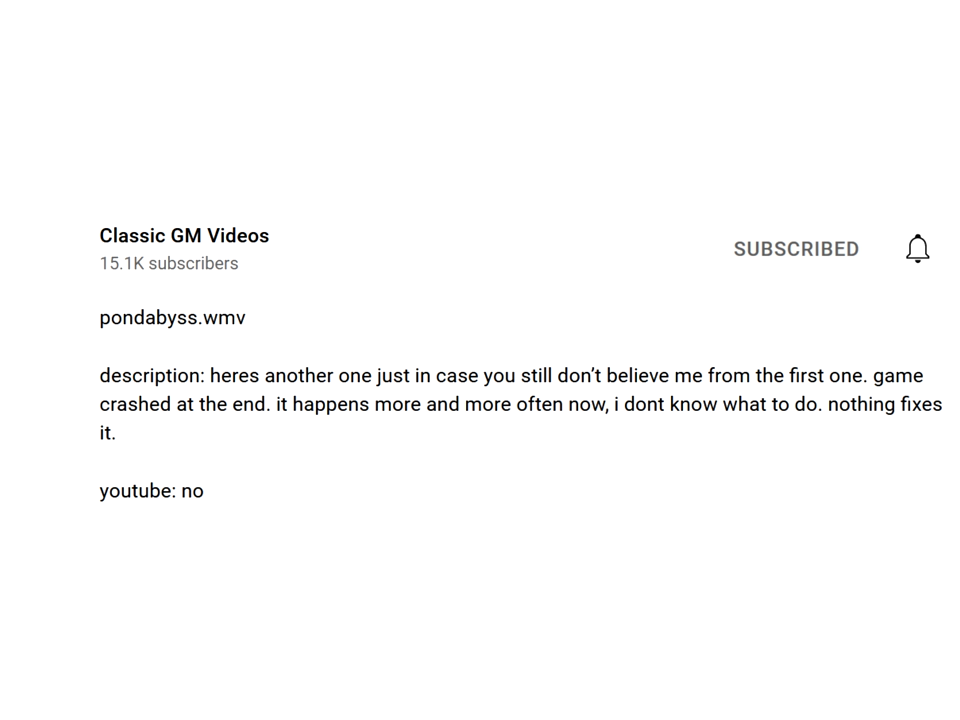 Classic GM Videos
15.1K subscribers
SUBSCRIBED
pondabyss.wmv
description: heres another one just in case you still don’t believe me from the first one. game
crashed at the end. it happens more and more often now, i dont know what to do. nothing fixes
it.
youtube: no